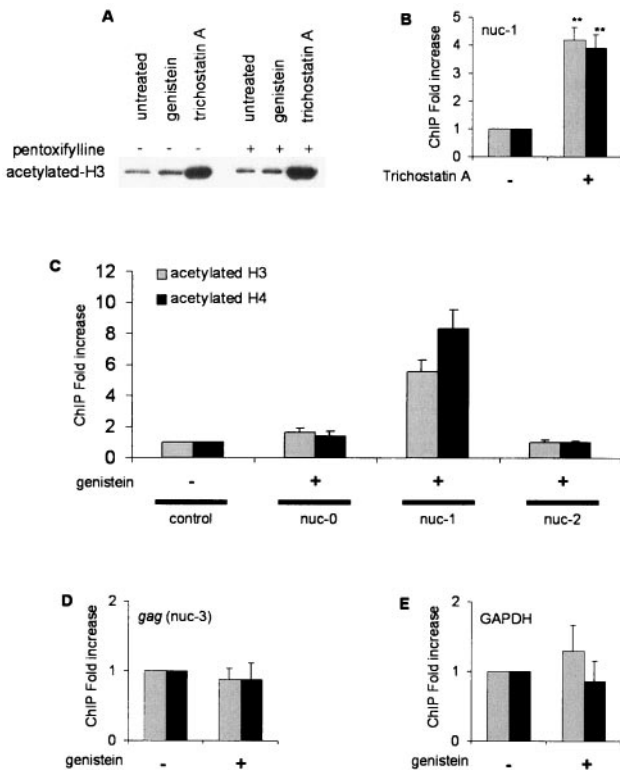 A
untreated
genistein
trichostatin A
untreated
genistein
trichostatin A
pentoxifylline - - - + + +
acetylated-H3
B
nuc-1
ChIP Fold increase
5
4
3
2
1
0
** **
Trichostatin A - +
C
acetylated H3
acetylated H4
ChIP Fold increase
12
10
8
6
4
2
0
genistein - + + +
control nuc-0 nuc-1 nuc-2
D
gag (nuc-3)
ChIP Fold increase
2
1
0
genistein - +
E
GAPDH
ChIP Fold increase
2
1
0
genistein - +